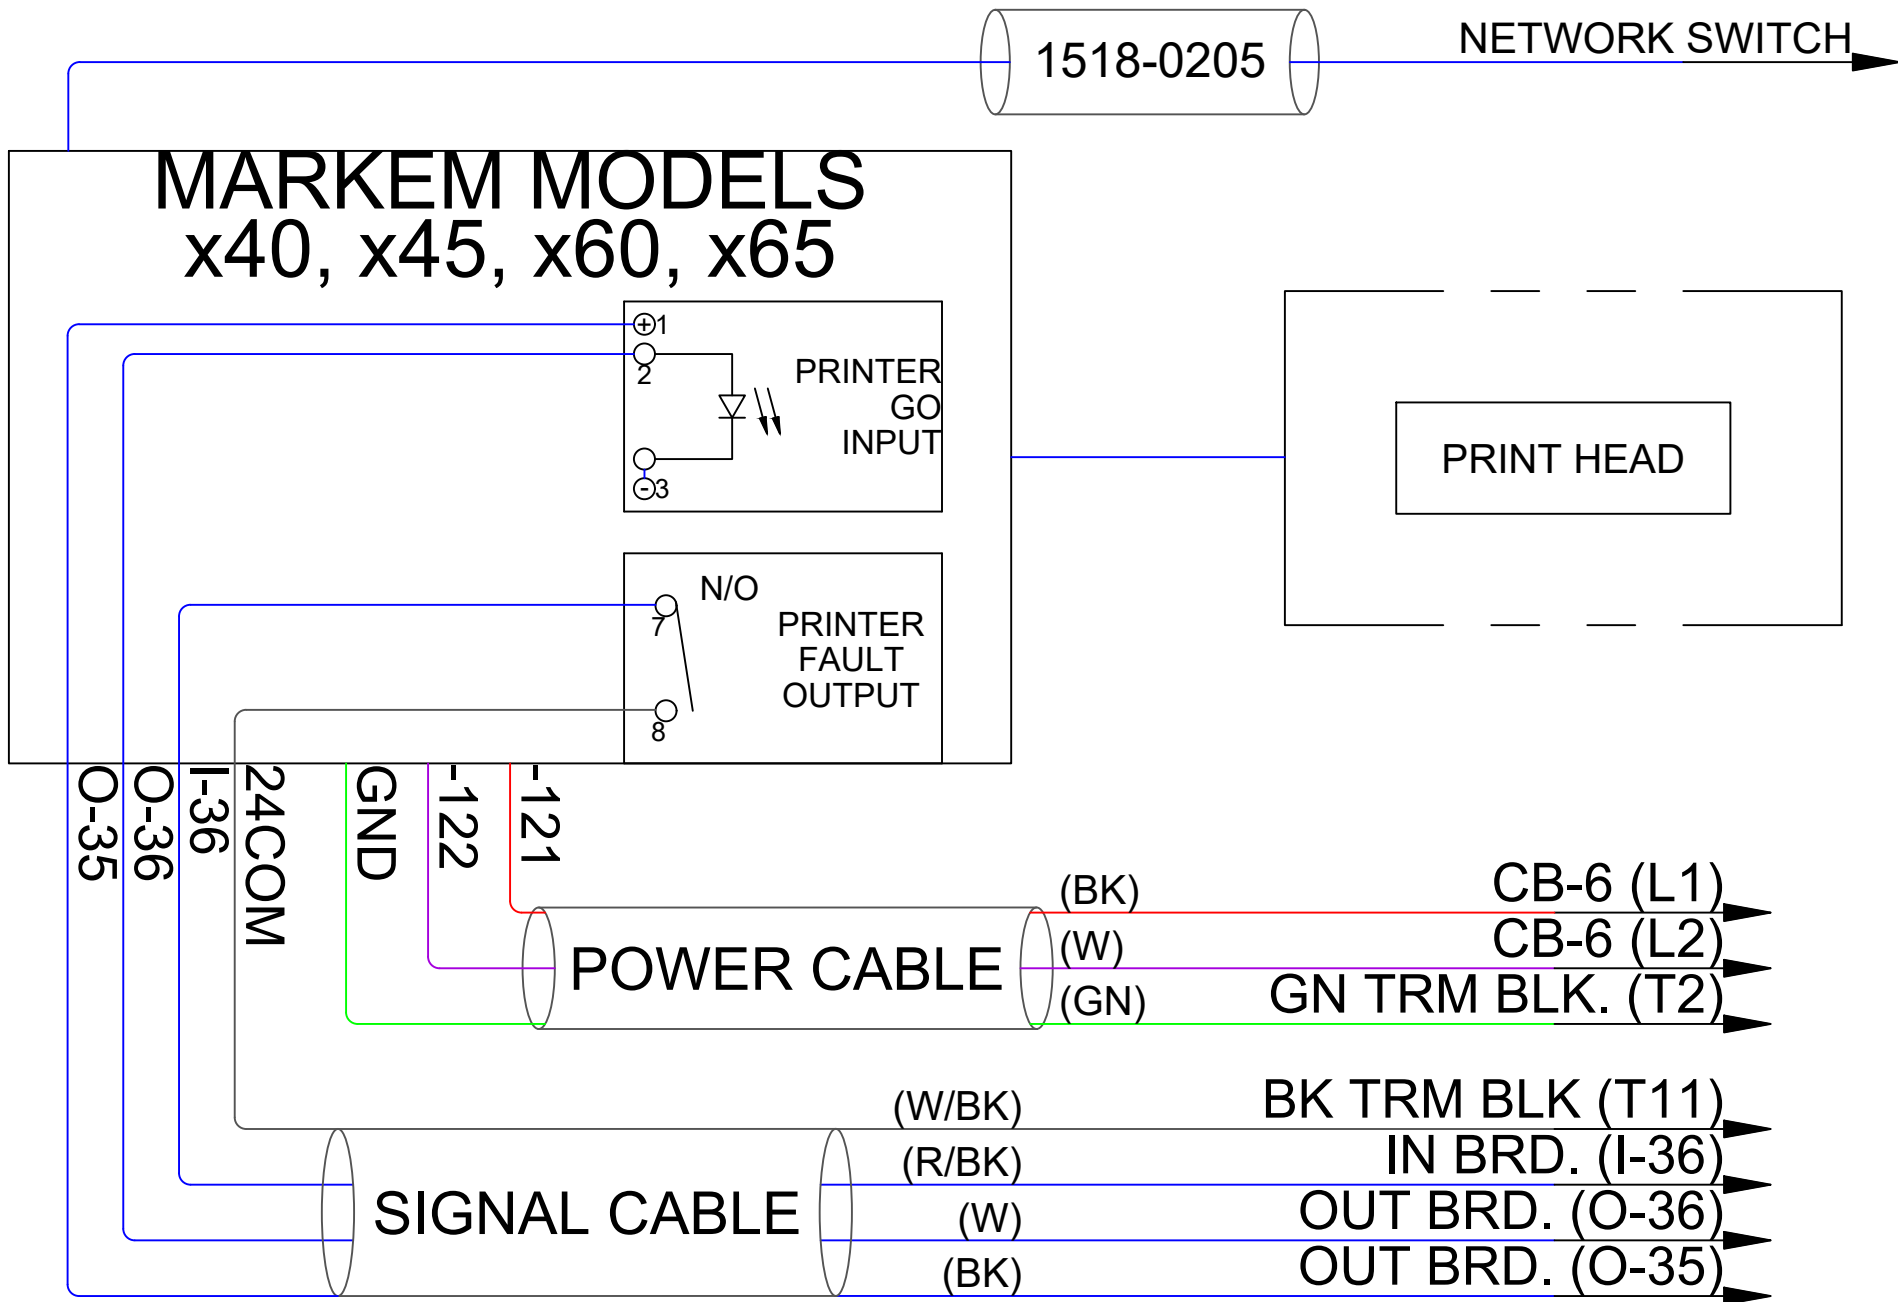 NETWORK SWITCH
1518-0205
MARKEM MODELS
x40, x45, x60, x65
+ 1
2
PRINTER
GO
INPUT
- 3
PRINT HEAD
N/O
7
PRINTER
FAULT
OUTPUT
8
O-35
O-36
I-36
24COM
GND
-122
-121
POWER CABLE
(BK) CB-6 (L1)
(W) CB-6 (L2)
(GN) GN TRM BLK. (T2)
SIGNAL CABLE
(W/BK) BK TRM BLK (T11)
(R/BK) IN BRD. (I-36)
(W) OUT BRD. (O-36)
(BK) OUT BRD. (O-35)